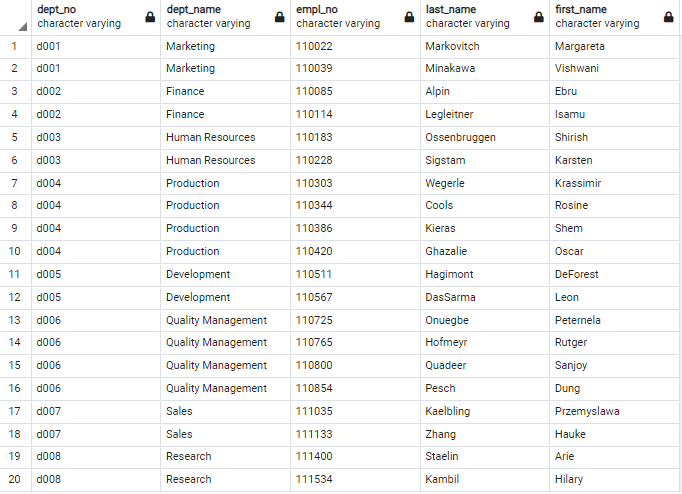 dept_no dept_name empl_no last_name first_name
character varying character varying character varying character varying character varying
1 d001 Marketing 110022 Markovitch Margareta
2 d001 Marketing 110039 Minakawa Vishwani
3 d002 Finance 110085 Alpin Ebru
4 d002 Finance 110114 Legleitner Isamu
5 d003 Human Resources 110183 Ossenbruggen Shirish
6 d003 Human Resources 110228 Sigstam Karsten
7 d004 Production 110303 Wegerle Krassimir
8 d004 Production 110344 Cools Rosine
9 d004 Production 110386 Kieras Shem
10 d004 Production 110420 Ghazalie Oscar
11 d005 Development 110511 Hagimont DeForest
12 d005 Development 110567 DasSarma Leon
13 d006 Quality Management 110725 Onuegbe Peternela
14 d006 Quality Management 110765 Hofmeyr Rutger
15 d006 Quality Management 110800 Quadeer Sanjoy
16 d006 Quality Management 110854 Pesch Dung
17 d007 Sales 111035 Kaelbling Przemyslawa
18 d007 Sales 111133 Zhang Hauke
19 d008 Research 111400 Staelin Arie
20 d008 Research 111534 Kambil Hilary